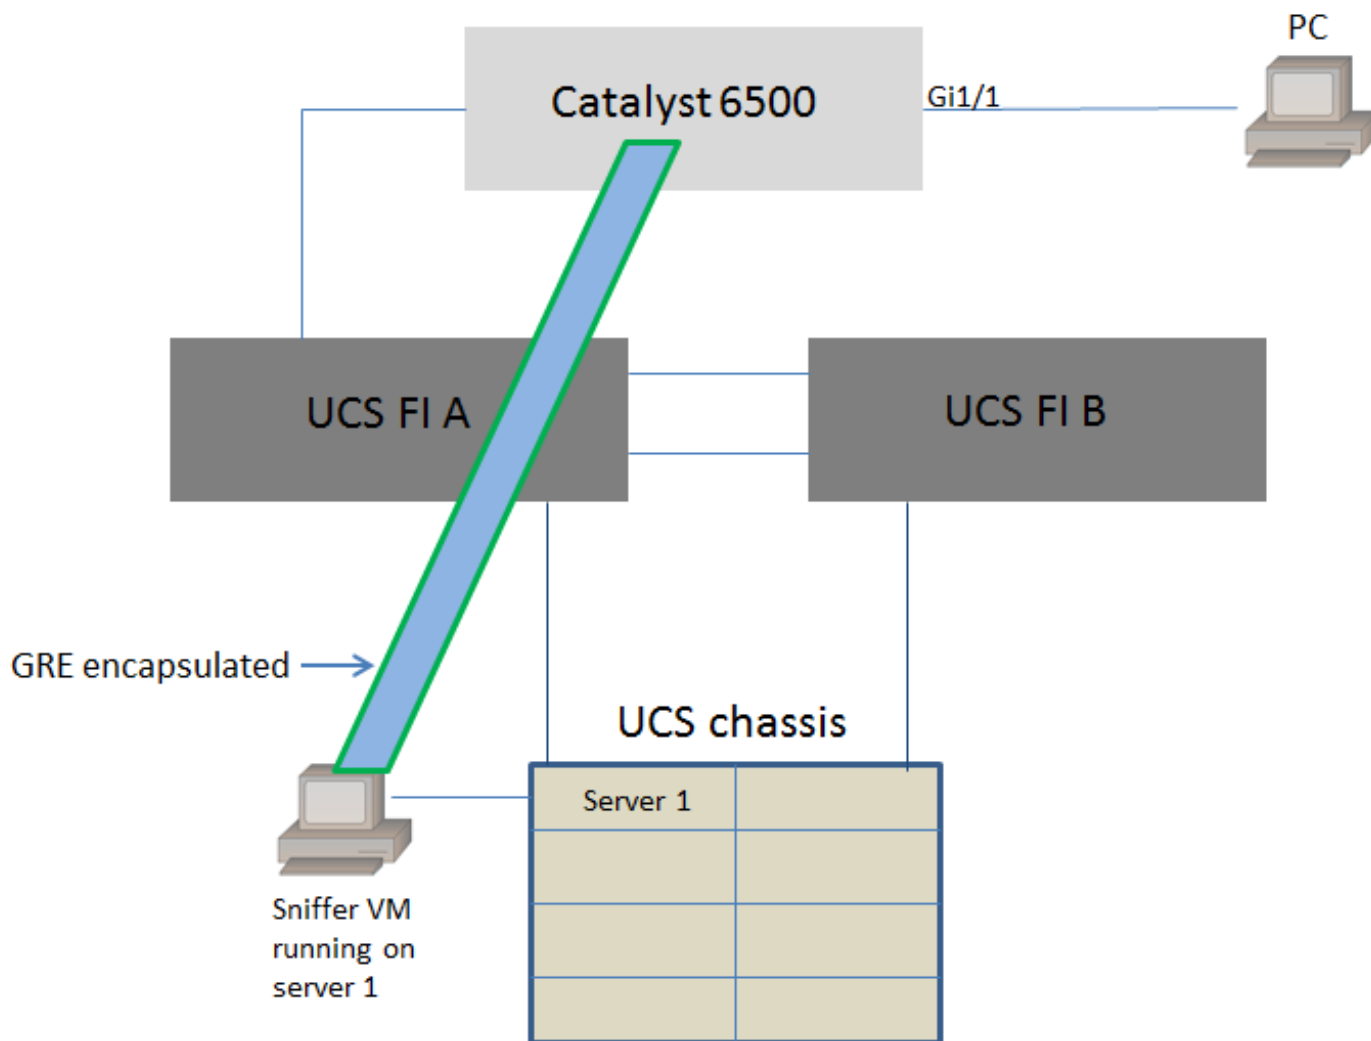 PC
Catalyst 6500
Gi1/1
UCS FI A
UCS FI B
GRE encapsulated
UCS chassis
Server 1
Sniffer VM
running on
server 1